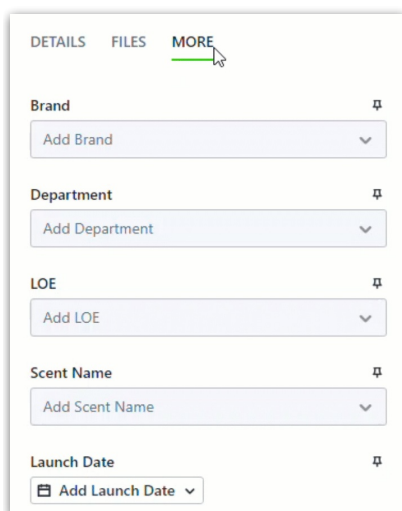 DETAILS FILES MORE
Brand
Add Brand
Department
Add Department
LOE
Add LOE
Scent Name
Add Scent Name
Launch Date
Add Launch Date